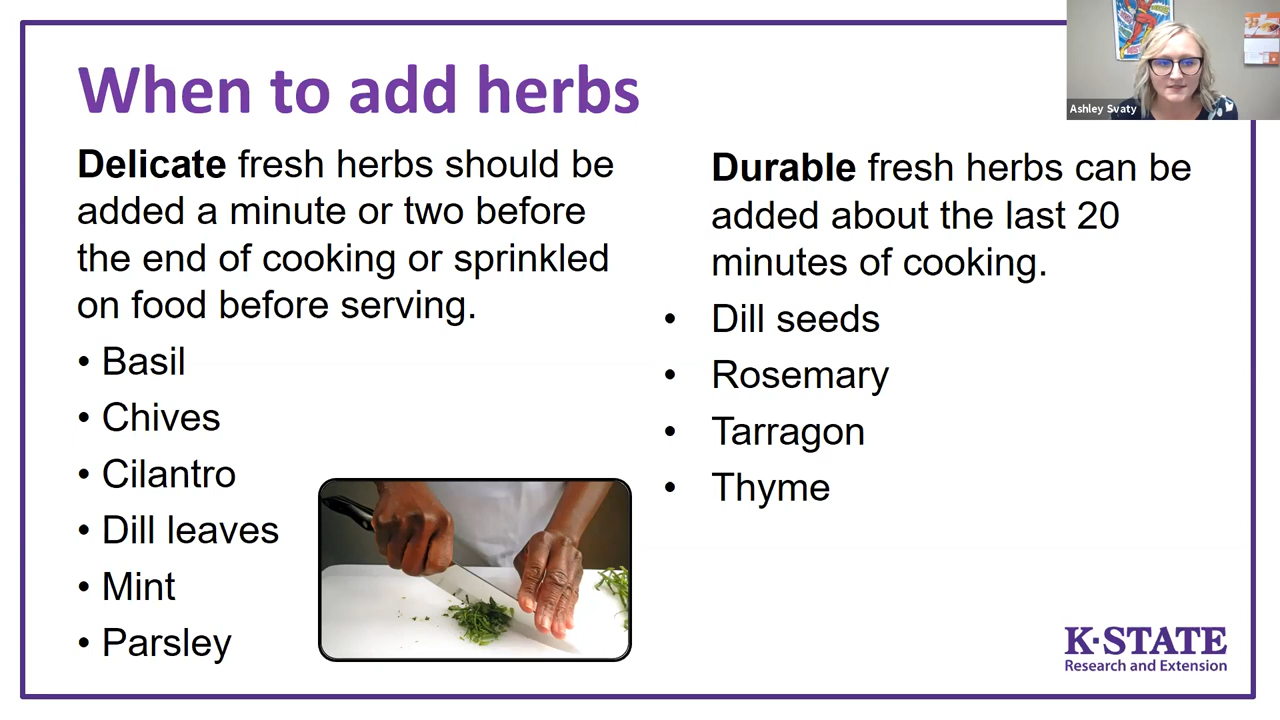 When to add herbs
Delicate fresh herbs should be
added a minute or two before
the end of cooking or sprinkled
on food before serving.
• Basil
• Chives
• Cilantro
• Dill leaves
• Mint
• Parsley
Durable fresh herbs can be
added about the last 20
minutes of cooking.
• Dill seeds
• Rosemary
• Tarragon
• Thyme
Ashley Svaty
K-STATE
Research and Extension